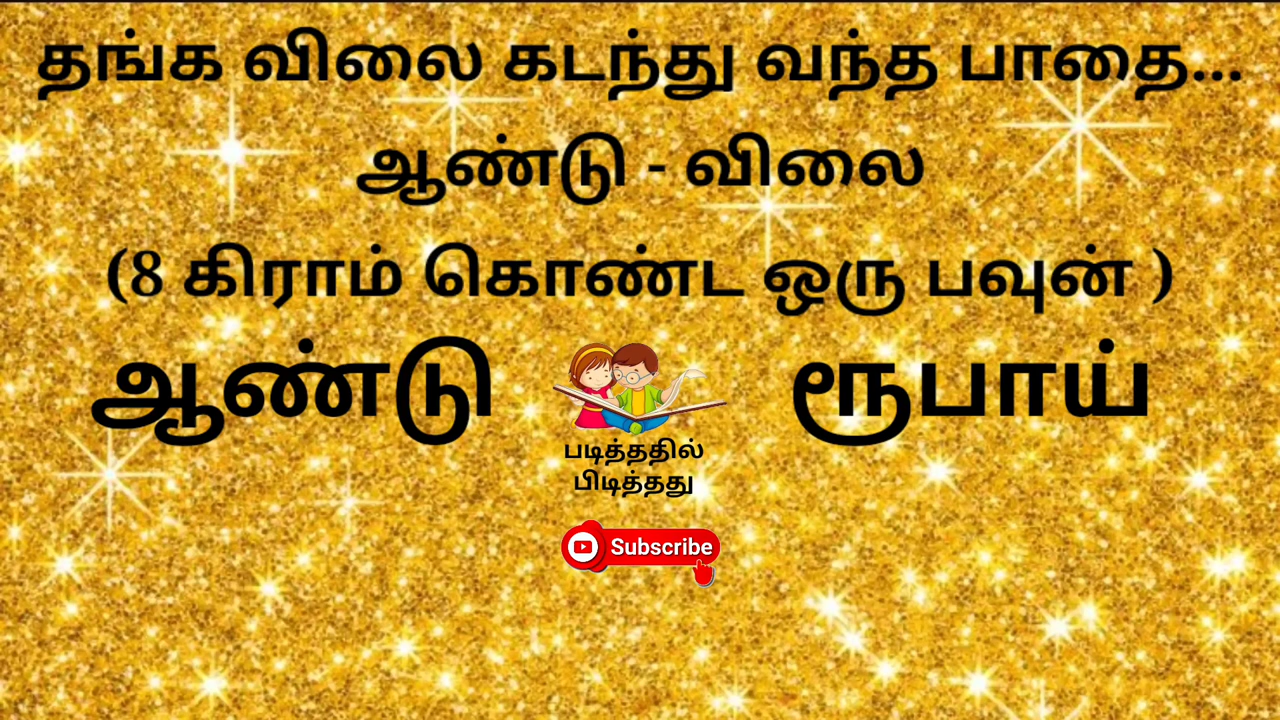 தங்க விலை கடந்து வந்த பாதை...
ஆண்டு - விலை
(8 கிராம் கொண்ட ஒரு பவுன் )
ஆண்டு ரூபாய்
படித்ததில்
பிடித்தது
Subscribe